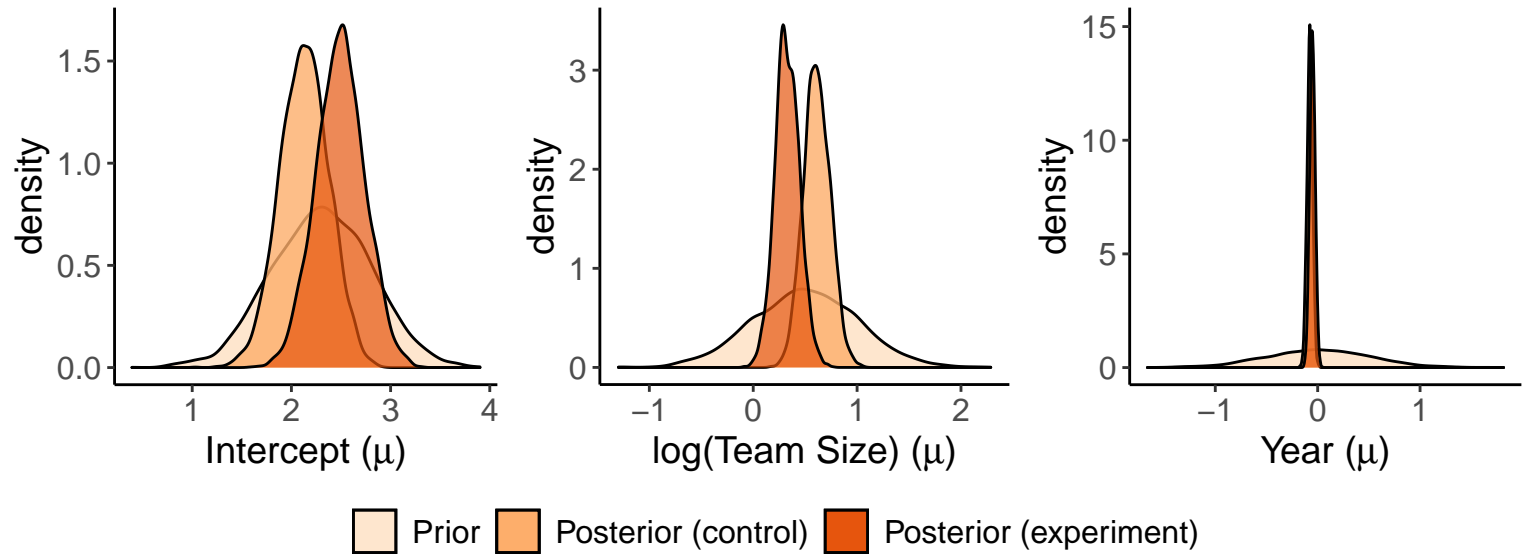 density
0.0
0.5
1.0
1.5
1
2
3
4
Intercept (μ)
density
0
1
2
3
−1
0
1
2
log(Team Size) (μ)
density
0
5
10
15
−1
0
1
Year (μ)
Prior
Posterior (control)
Posterior (experiment)